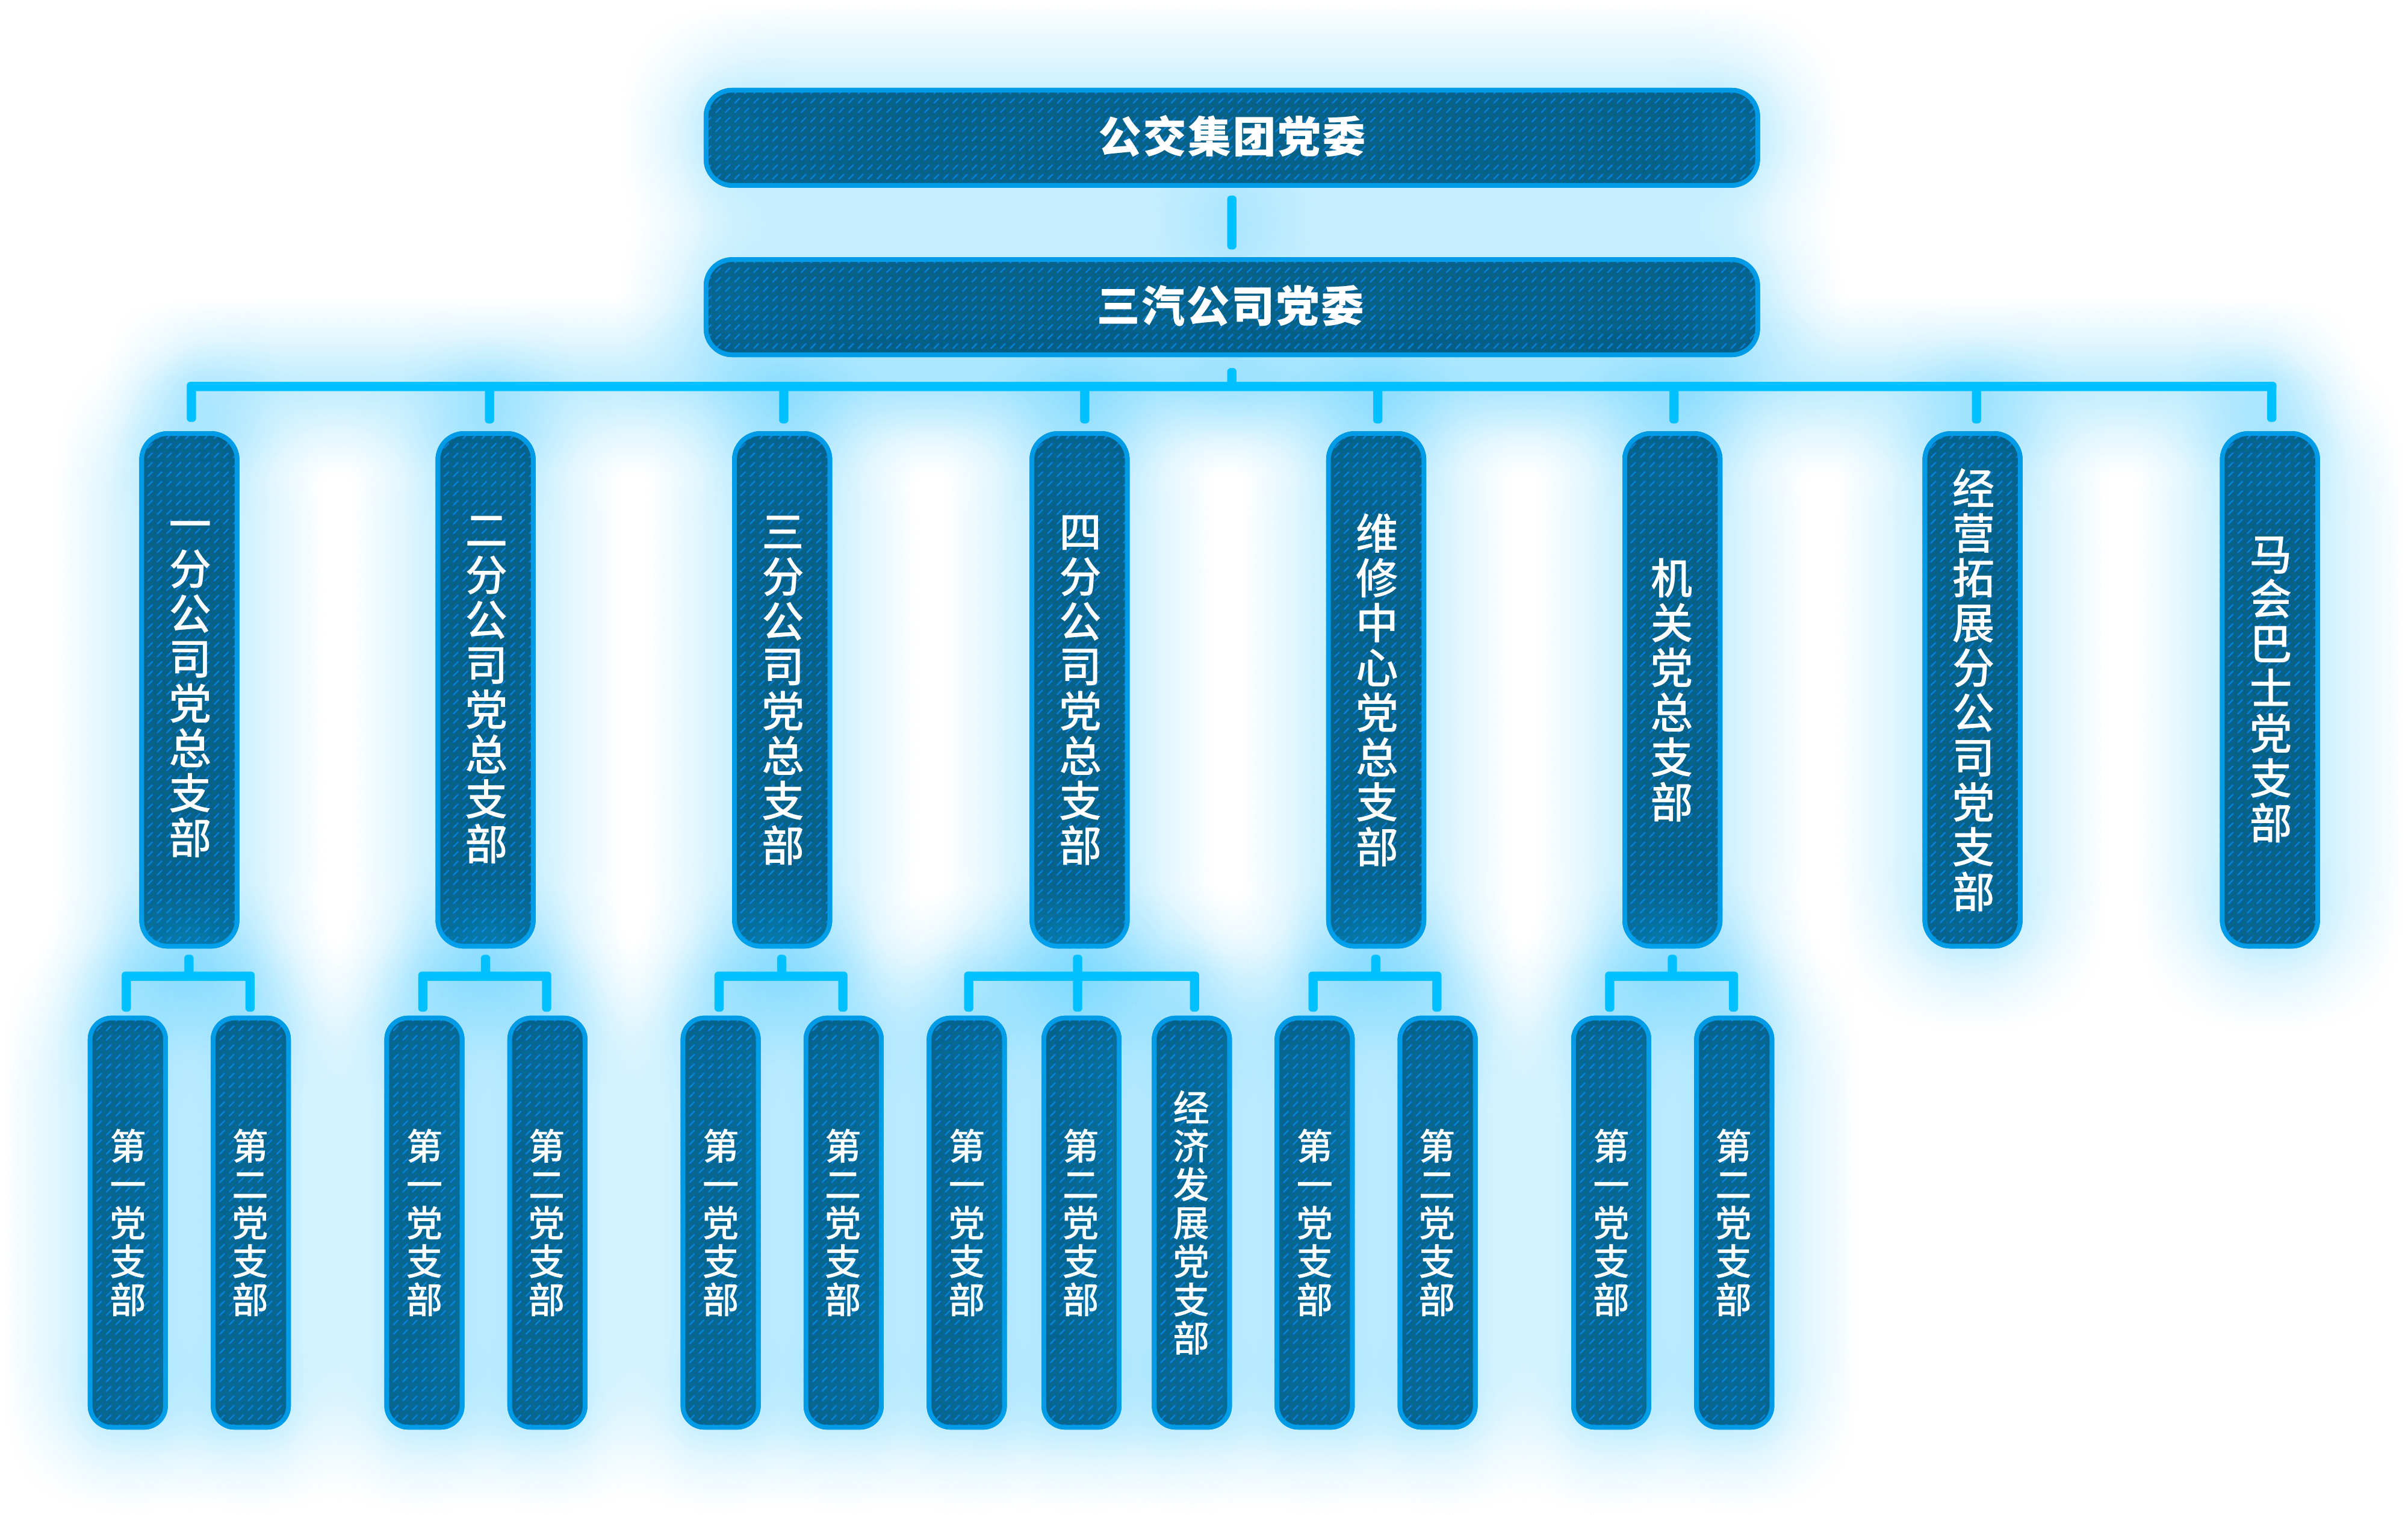 公交集团党委
三汽公司党委
一分公司党总支部
二分公司党总支部
三分公司党总支部
四分公司党总支部
维修中心党总支部
机关党总支部
经营拓展分公司党支部
马会巴士党支部
第一党支部
第二党支部
第一党支部
第二党支部
第一党支部
第二党支部
第一党支部
第二党支部
经济发展党支部
第一党支部
第二党支部
第一党支部
第二党支部